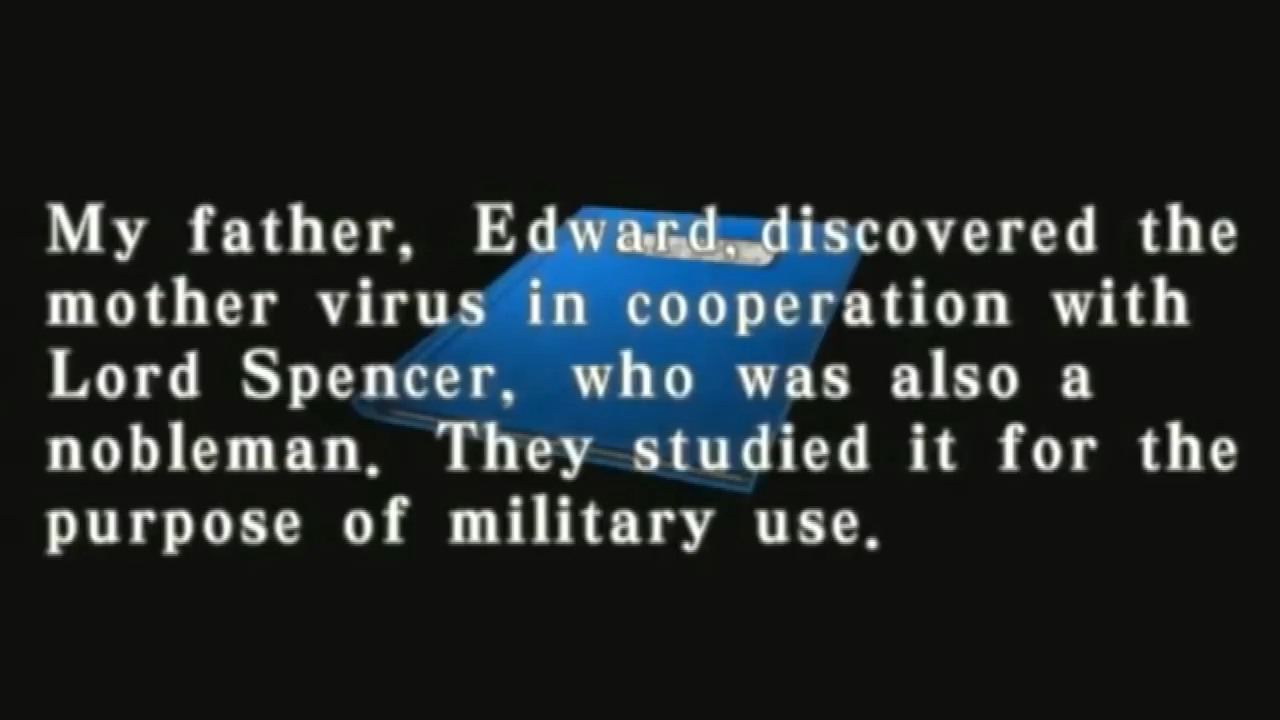 My father, Edward, discovered the
mother virus in cooperation with
Lord Spencer, who was also a
nobleman. They studied it for the
purpose of military use.